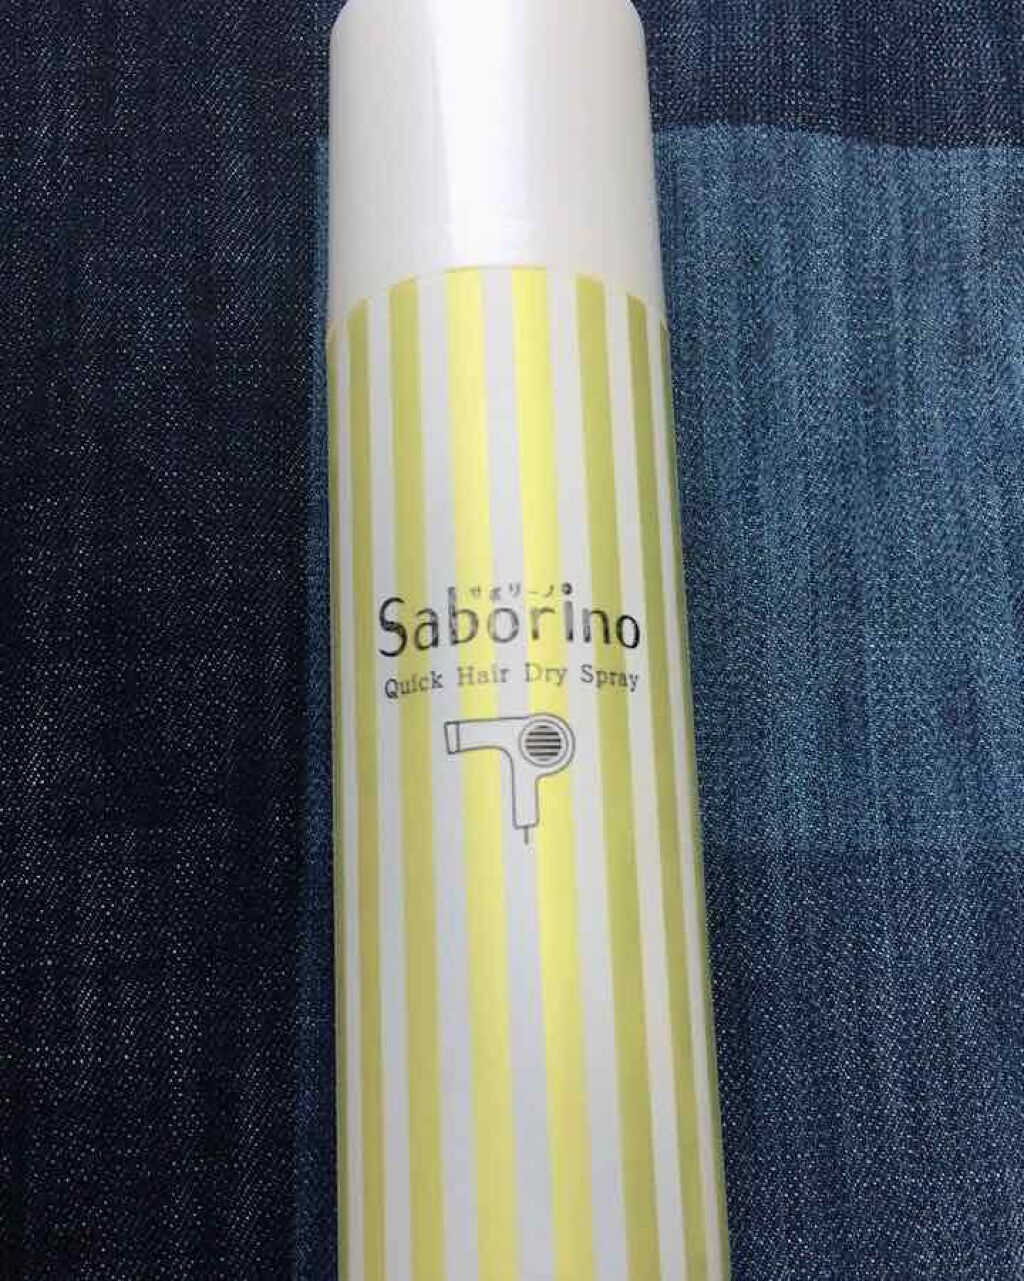 サボリーノ
Saborino
Quick Hair Dry Spray